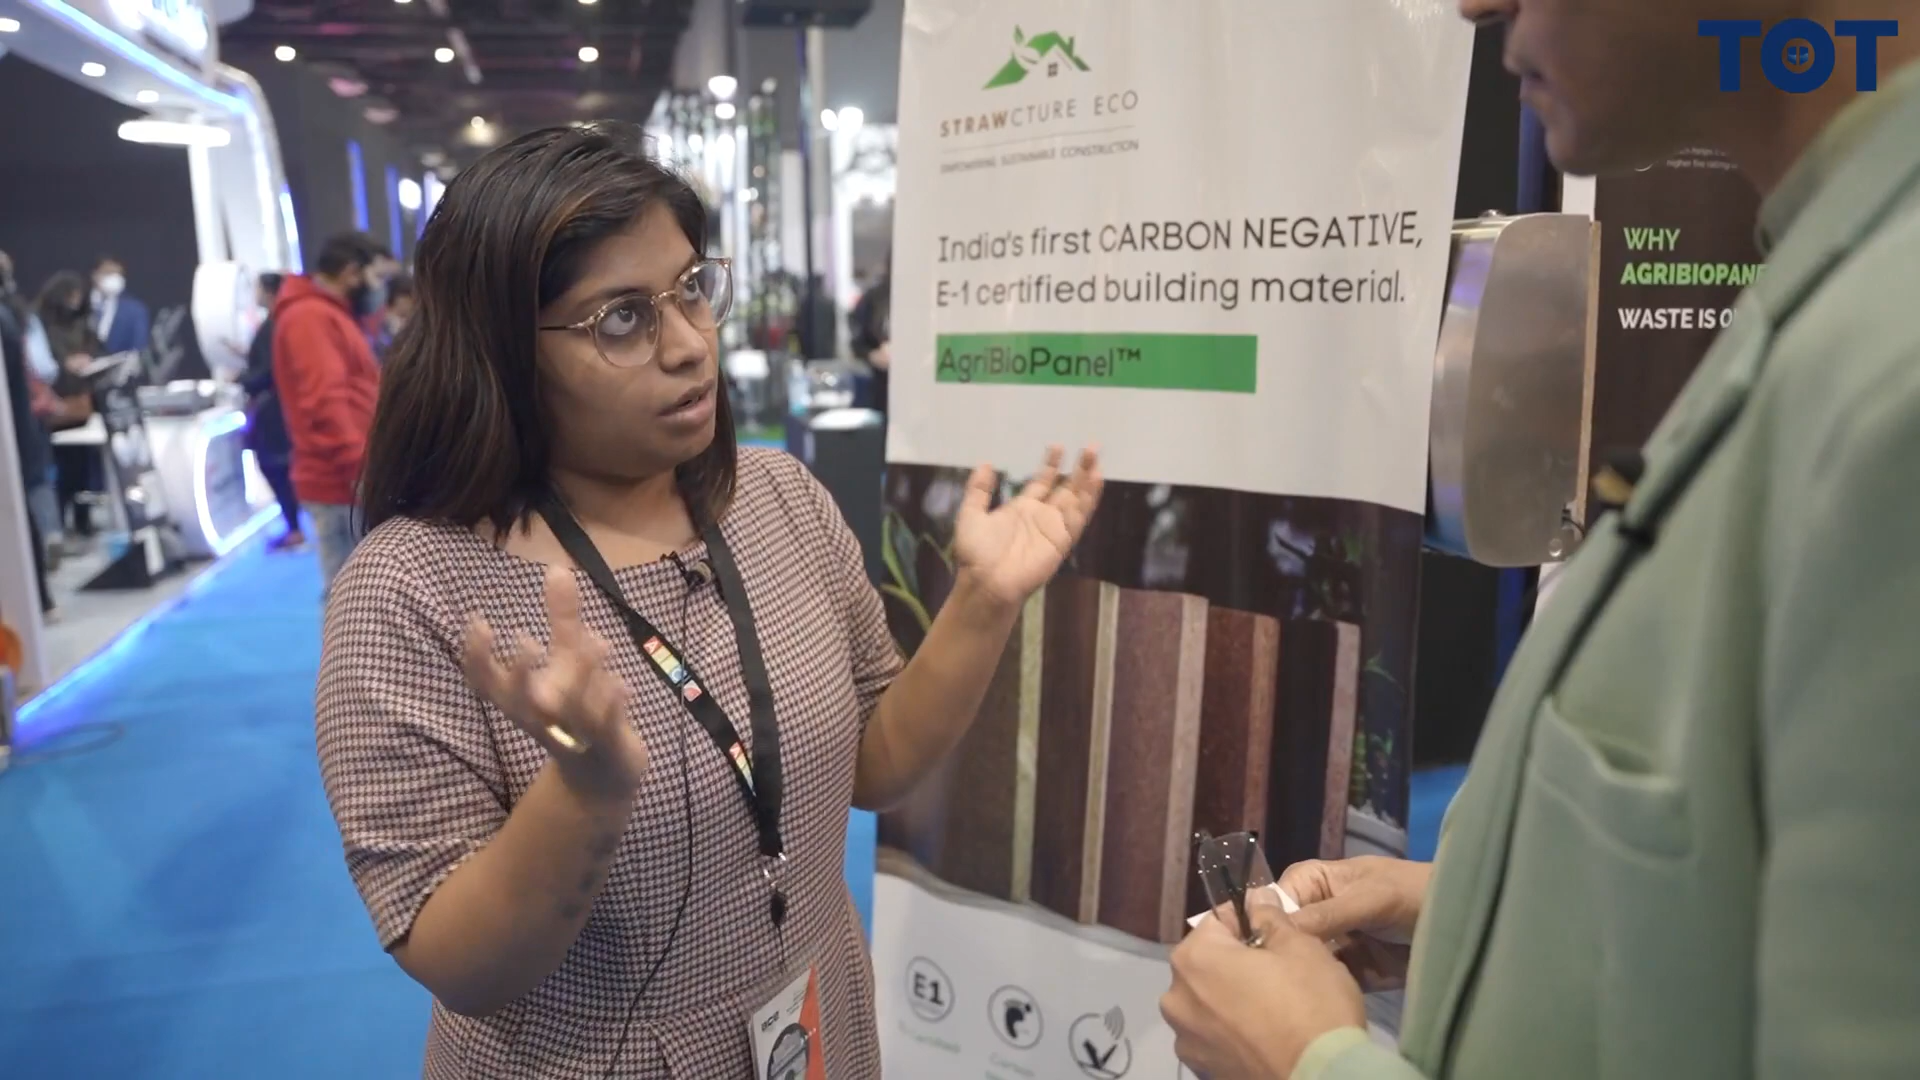 TOT
STRAWCTURE ECO
EMPOWERING SUSTAINABLE CONSTRUCTION
India's first CARBON NEGATIVE,
E-1 certified building material.
AgriBioPanel™
WHY
AGRIBIOPANE
WASTE IS O
E1
ace